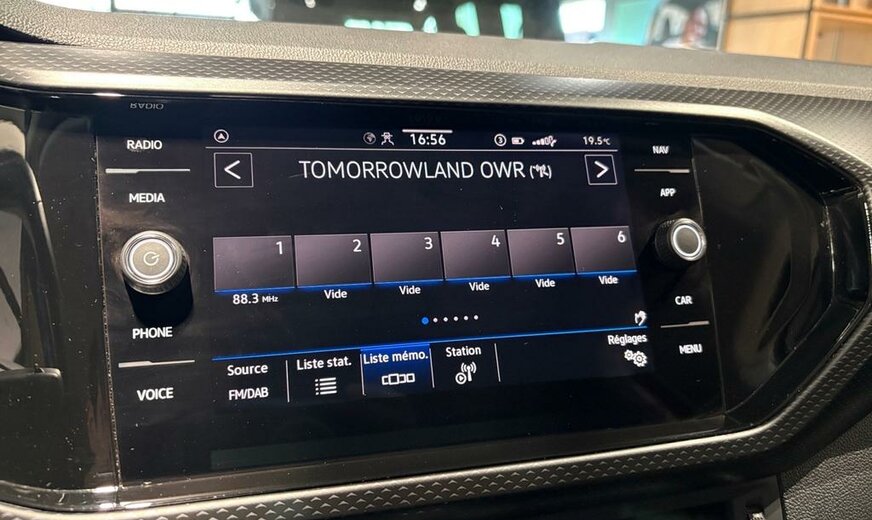 RADIO
MEDIA
PHONE
VOICE
16:56
3
19.5°C
< TOMORROWLAND OWR >
1 2 3 4 5 6
88.3 MHz Vide Vide Vide Vide Vide
Source
FM/DAB
Liste stat.
Liste mémo.
Station
Réglages
NAV
APP
CAR
MENU